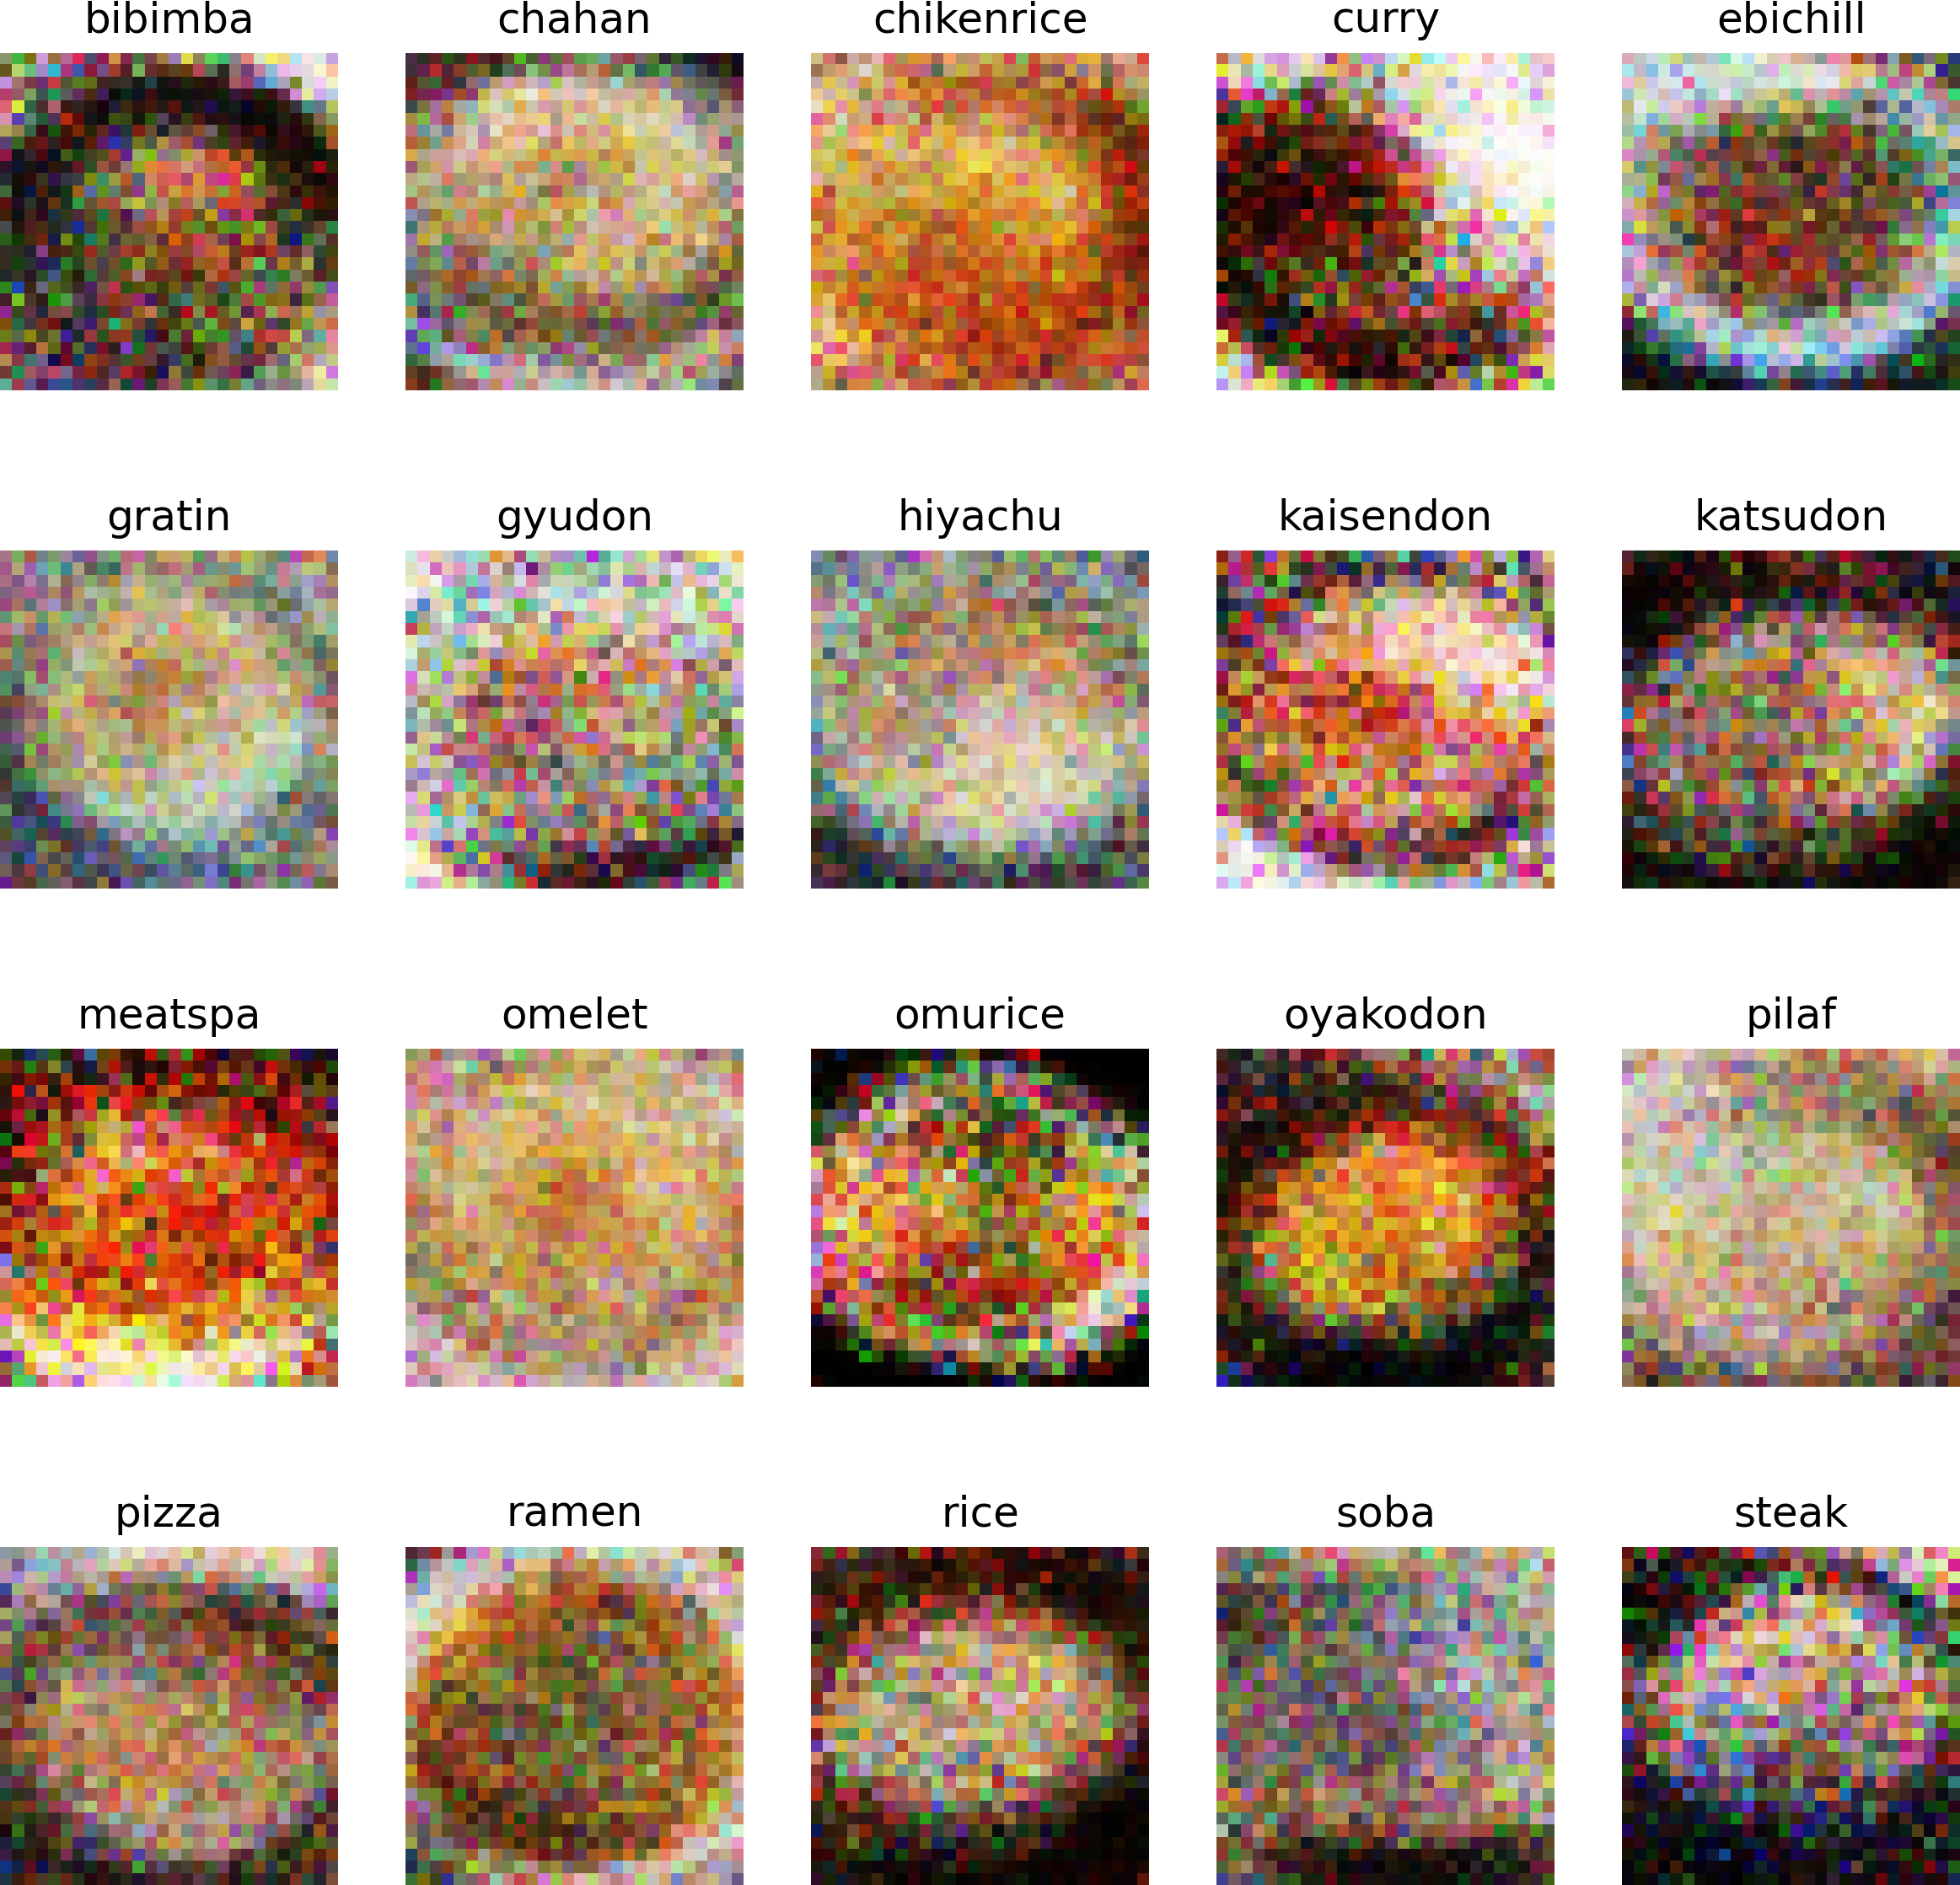 bibimba chahan chikenrice curry ebichill
gratin gyudon hiyachu kaisendon katsudon
meatspa omelet omurice oyakodon pilaf
pizza ramen rice soba steak